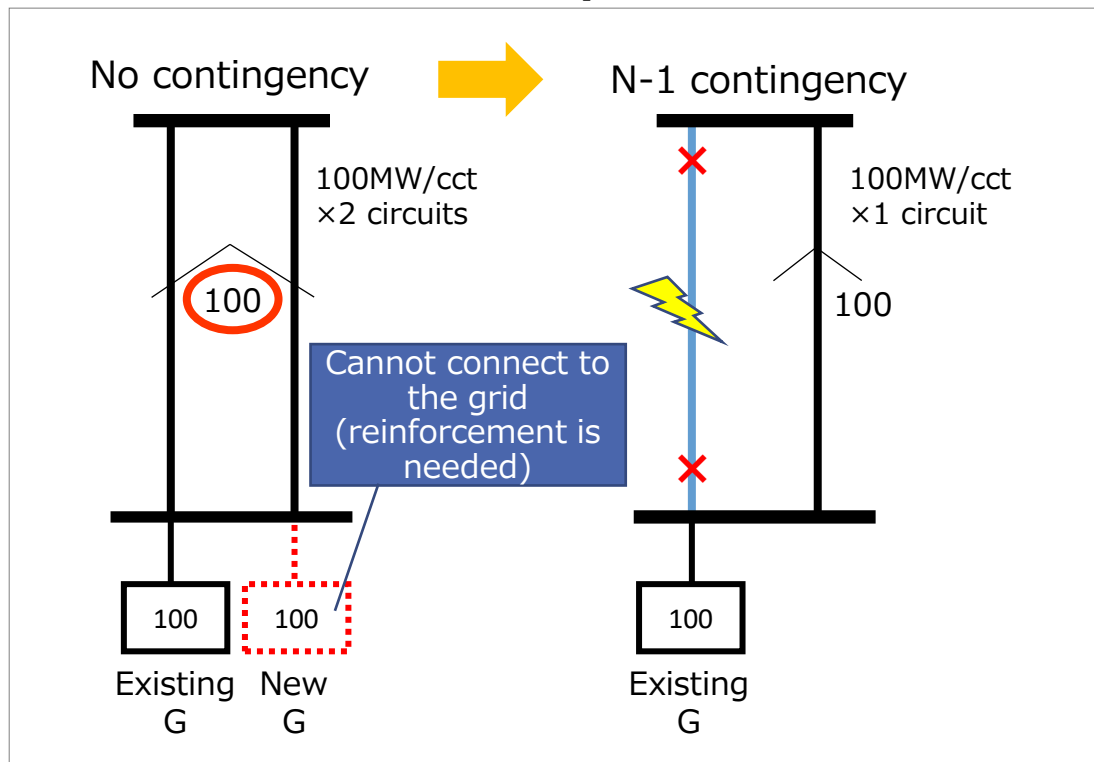 No contingency
N-1 contingency
100MW/cct
×2 circuits
100
Cannot connect to
the grid
(reinforcement is
needed)
100
100
Existing
G
New
G
100MW/cct
×1 circuit
100
100
Existing
G